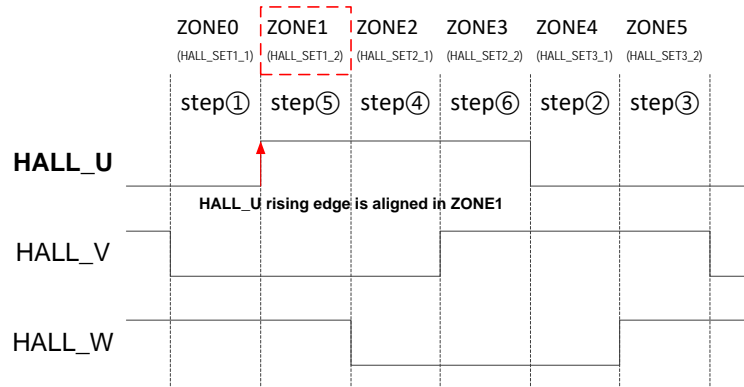 ZONE0 ZONE1 ZONE2 ZONE3 ZONE4 ZONE5
(HALL_SET1_1) (HALL_SET1_2) (HALL_SET2_1) (HALL_SET2_2) (HALL_SET3_1) (HALL_SET3_2)
step① step⑤ step④ step⑥ step② step③
HALL_U
HALL_U rising edge is aligned in ZONE1
HALL_V
HALL_W